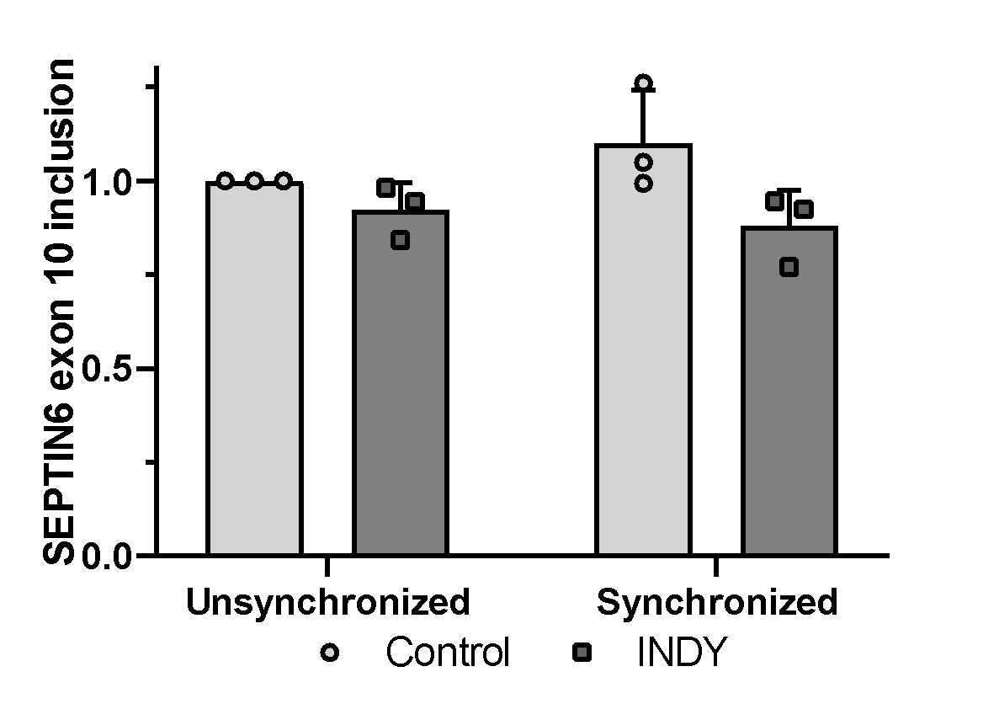 SEPTIN6 exon 10 inclusion
1.0
0.5
0.0
Unsynchronized Synchronized
Control INDY